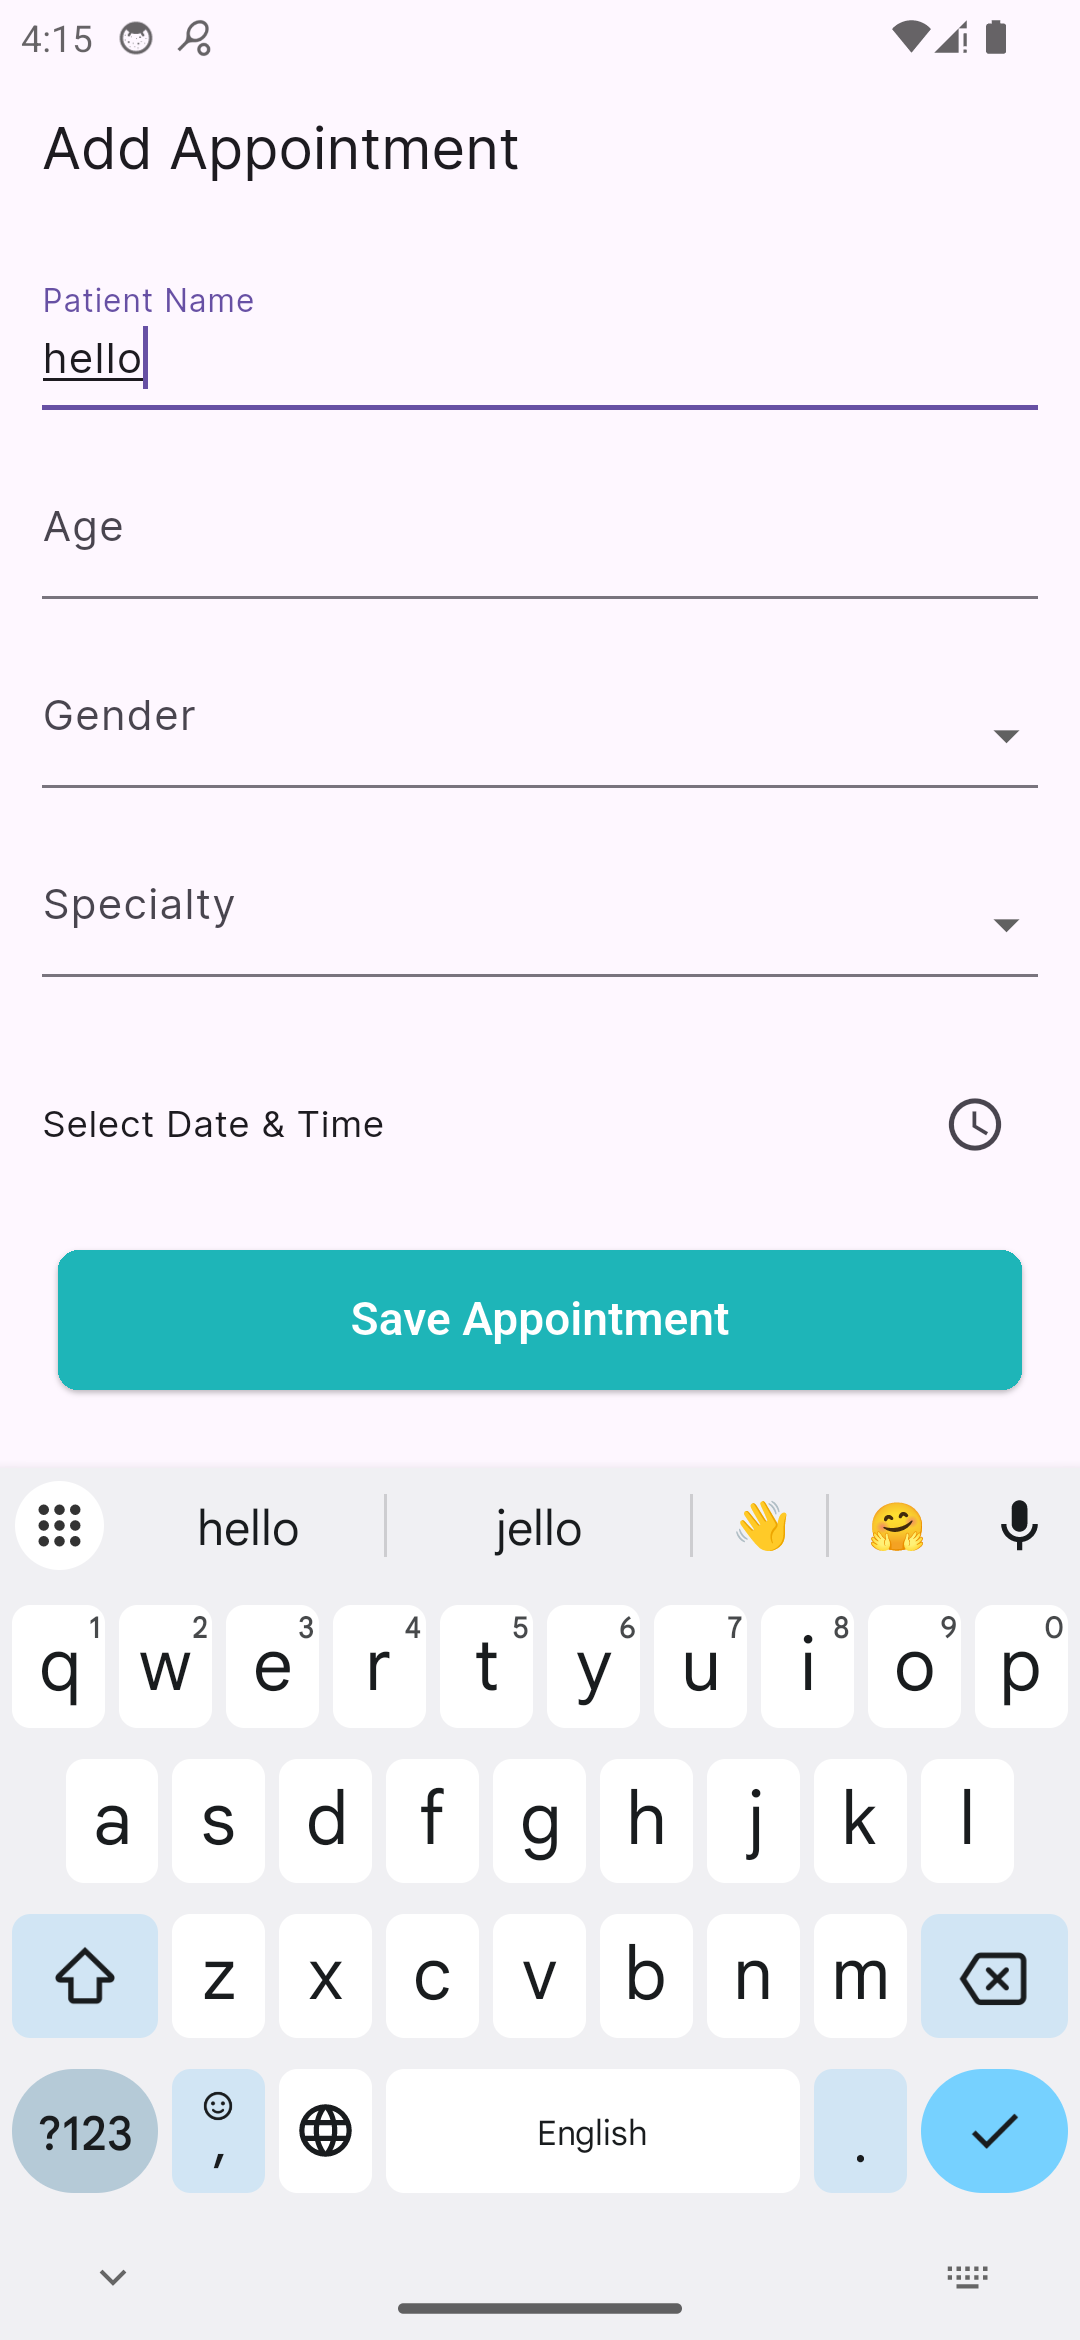 4:15
Add Appointment
Patient Name
hello
Age
Gender
Specialty
Select Date & Time
Save Appointment
hello jello 👋 🤗
q1 w2 e3 r4 t5 y6 u7 i8 o9 p0
a s d f g h j k l
z x c v b n m
?123 , English .